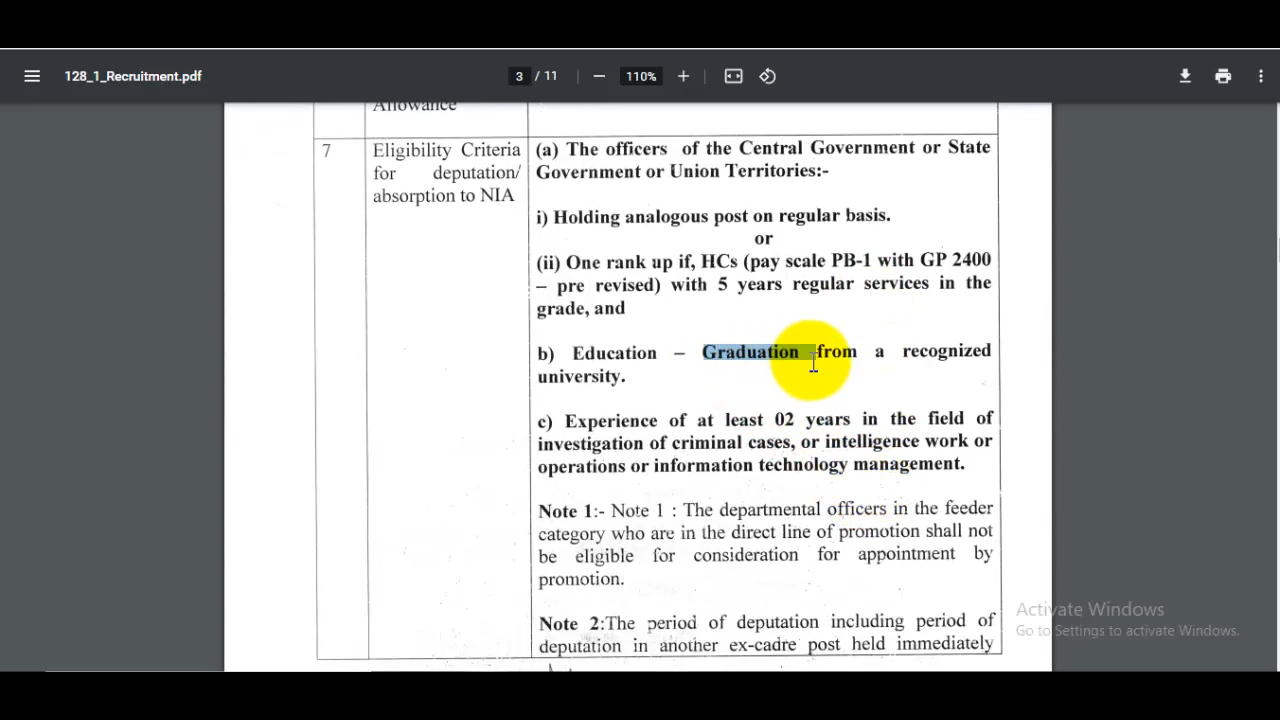 128_1_Recruitment.pdf
3 / 11
110%
Allowance
7
Eligibility Criteria
for deputation/
absorption to NIA
(a) The officers of the Central Government or State
Government or Union Territories:-
i) Holding analogous post on regular basis.
or
(ii) One rank up if, HCs (pay scale PB-1 with GP 2400
– pre revised) with 5 years regular services in the
grade, and
b) Education – Graduation from a recognized
university.
c) Experience of at least 02 years in the field of
investigation of criminal cases, or intelligence work or
operations or information technology management.
Note 1:- Note 1 : The departmental officers in the feeder
category who are in the direct line of promotion shall not
be eligible for consideration for appointment by
promotion.
Note 2:The period of deputation including period of
deputation in another ex-cadre post held immediately
Activate Windows
Go to Settings to activate Windows.